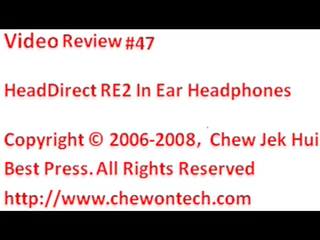 Video Review #47
HeadDirect RE2 In Ear Headphones
Copyright © 2006-2008, Chew Jek Hui
Best Press. All Rights Reserved
http://www.chewontech.com